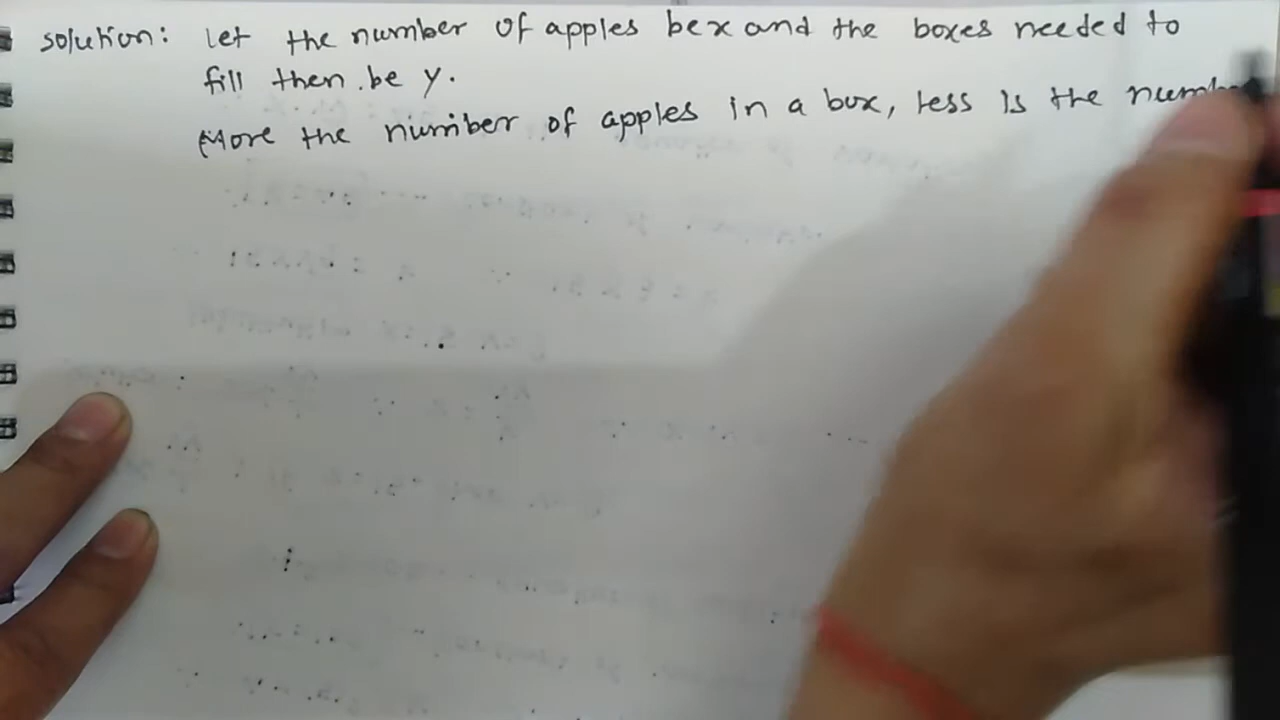 solution: Let the number of apples be x and the boxes needed to
fill then be y.
More the number of apples in a box, less is the